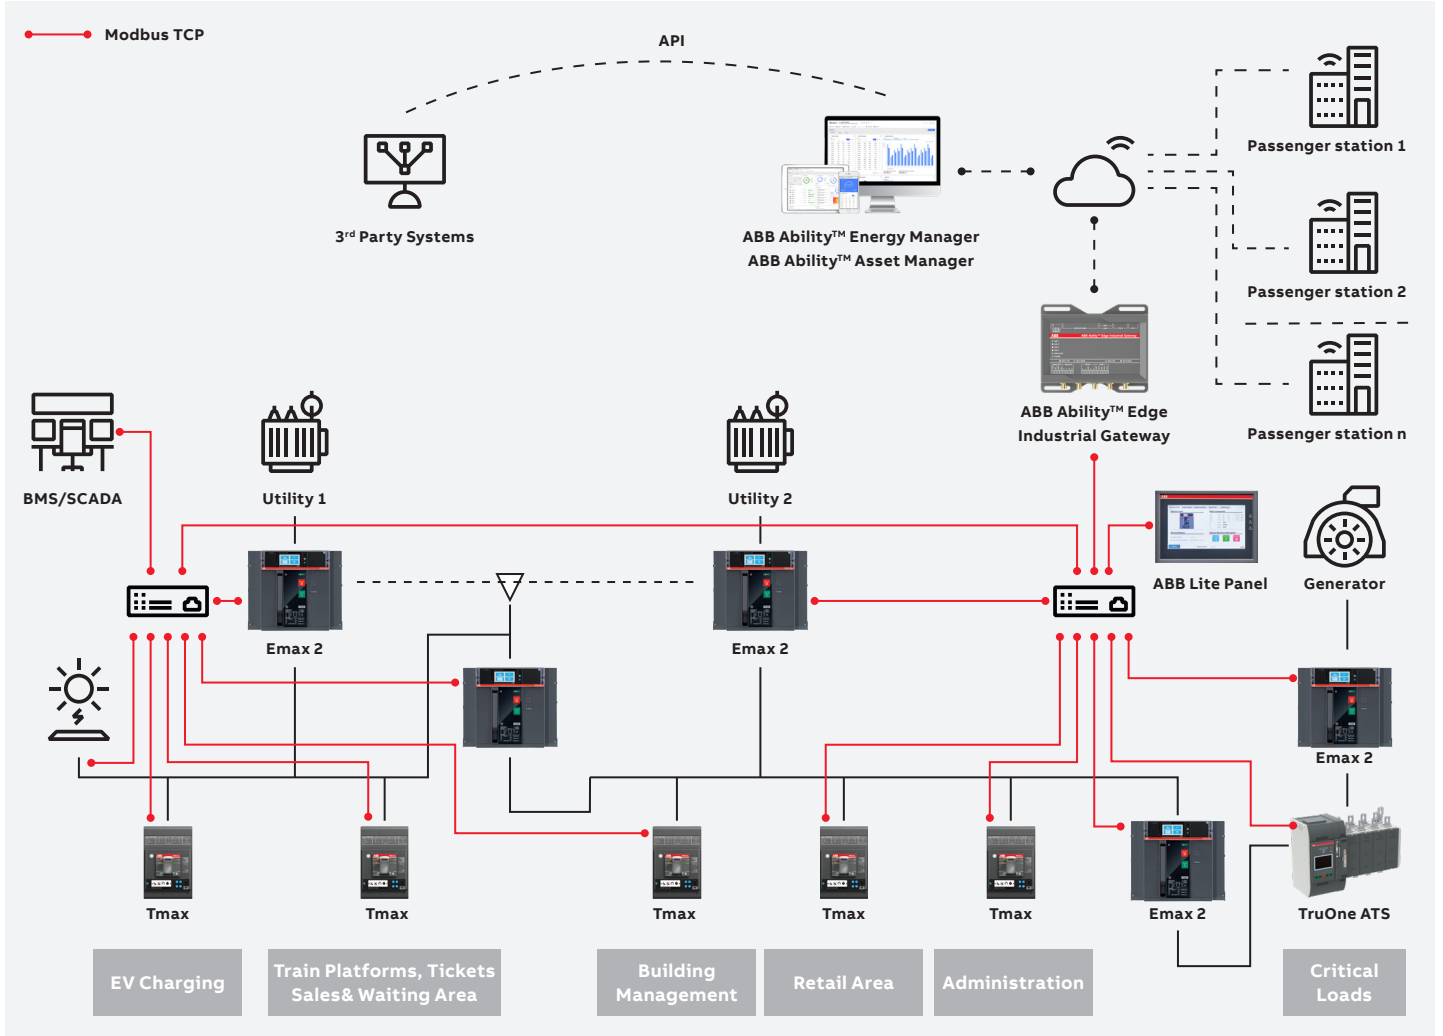 Modbus TCP
API
Passenger station 1
3rd Party Systems
ABB Ability™ Energy Manager
ABB Ability™ Asset Manager
Passenger station 2
ABB Ability™ Edge
Industrial Gateway
Passenger station n
BMS/SCADA
Utility 1
Utility 2
ABB Lite Panel
Generator
Emax 2
Emax 2
Emax 2
Tmax
Tmax
Tmax
Tmax
Tmax
Emax 2
TruOne ATS
EV Charging
Train Platforms, Tickets
Sales& Waiting Area
Building
Management
Retail Area
Administration
Critical
Loads